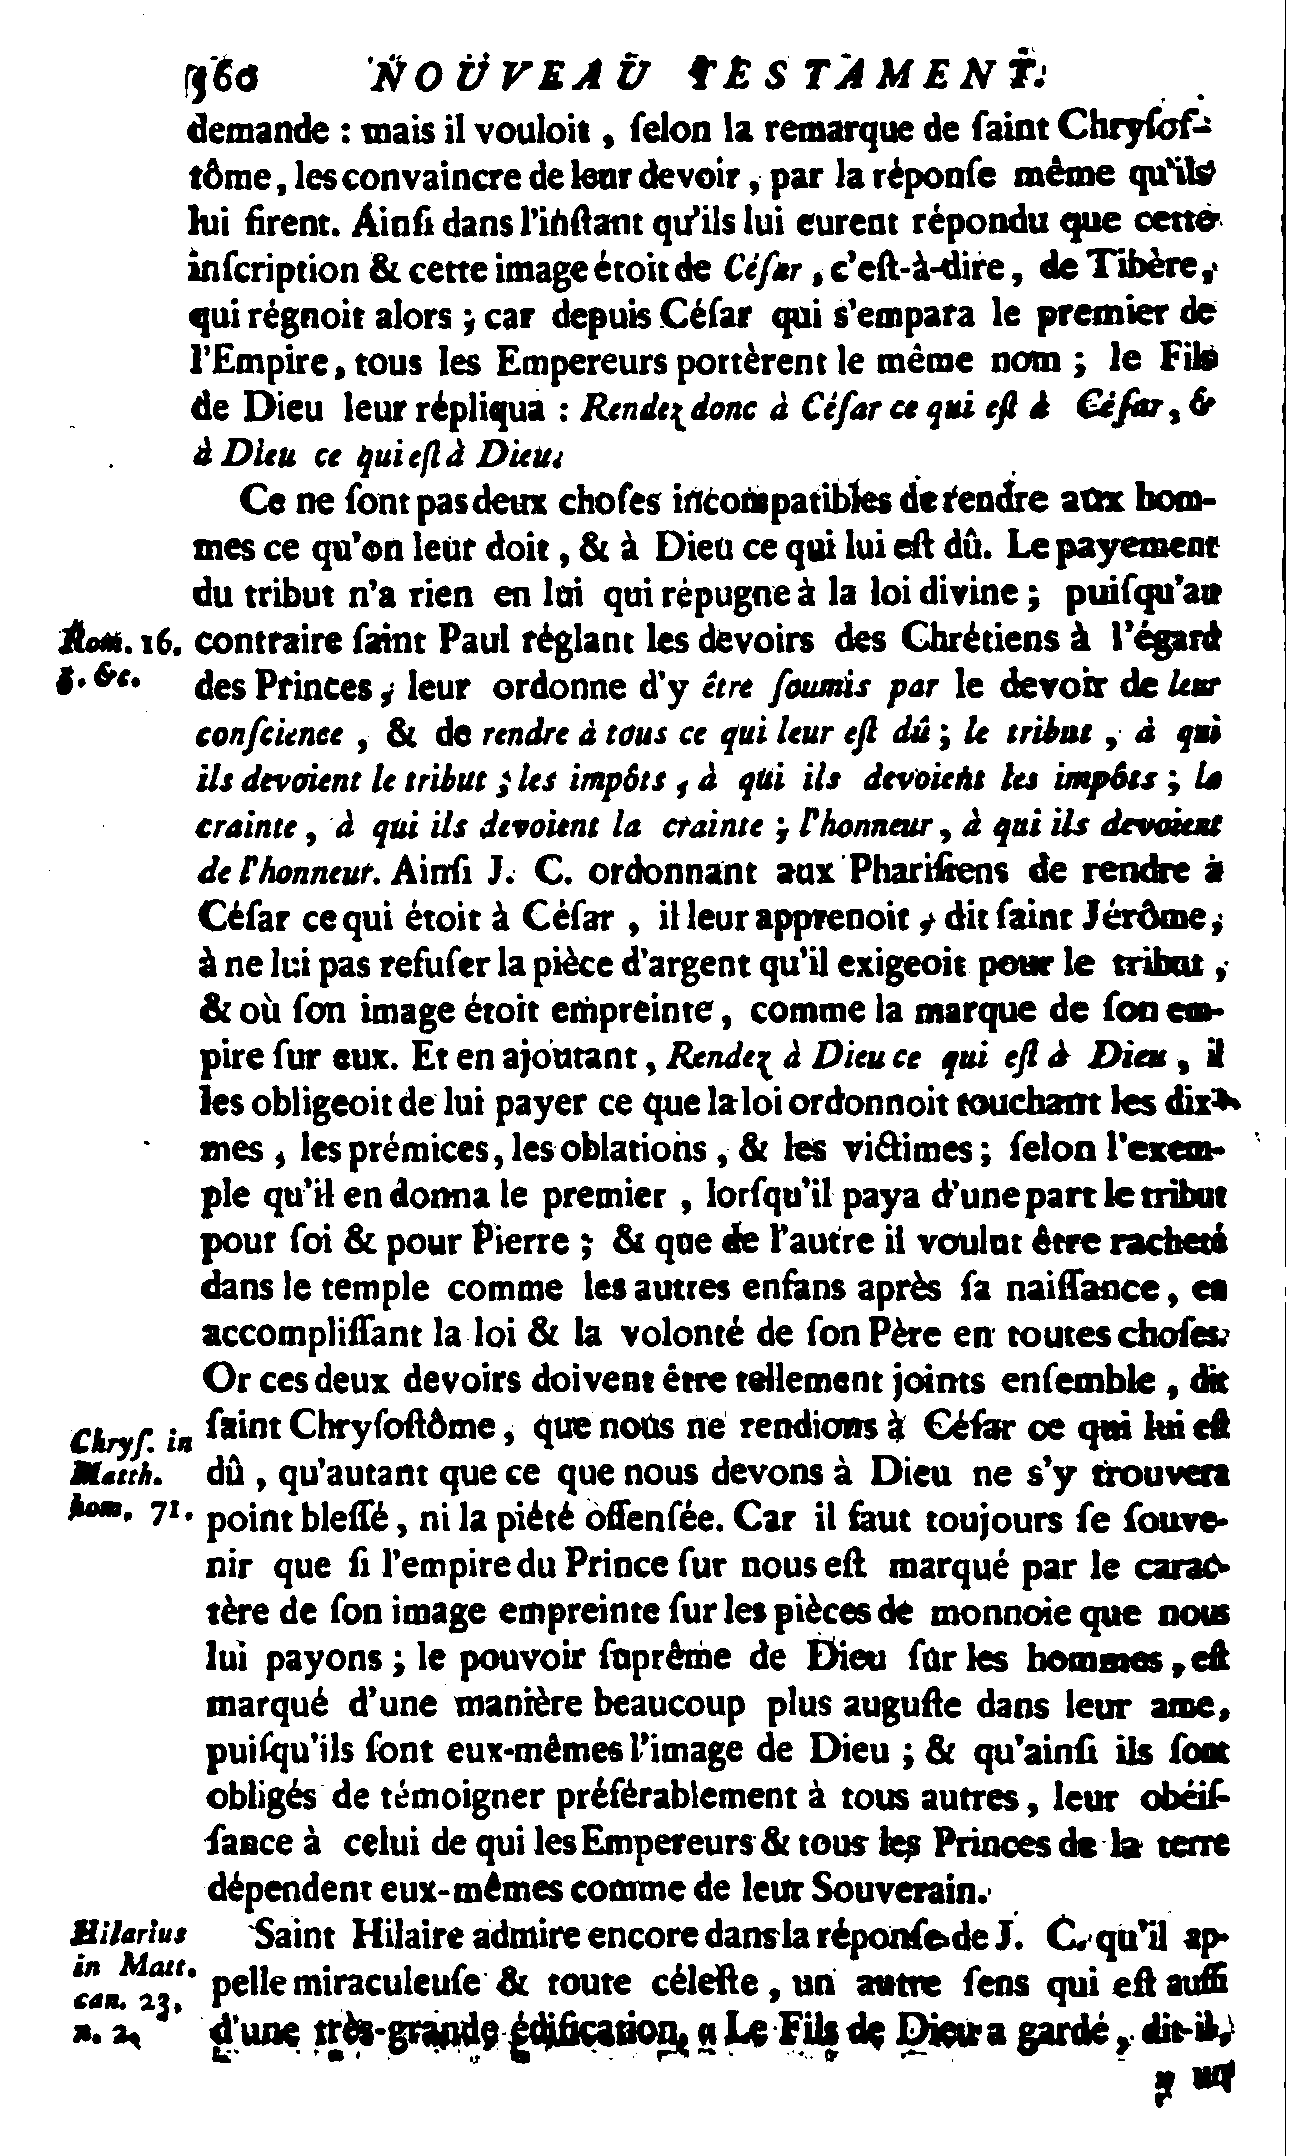 360 NOUVEAU TESTAMENT.
demande : mais il vouloit , ſelon la remarque de ſaint Chryſoſ-
tôme, les convaincre de leur devoir , par la réponſe même qu'ils
lui firent. Ainſi dans l'inſtant qu'ils lui eurent répondu que cette
inſcription & cette image étoit de Céſar , c'eſt-à-dire, de Tibère,
qui régnoit alors ; car depuis Céſar qui s'empara le premier de
l'Empire, tous les Empereurs portèrent le même nom ; le Fils
de Dieu leur répliqua : Rendez donc à Céſar ce qui eſt à Céſar, &
à Dieu ce qui eſt à Dieu.
Ce ne ſont pas deux choſes incompatibles de rendre aux hom-
mes ce qu'on leur doit , & à Dieu ce qui lui eſt dû. Le payement
du tribut n'a rien en lui qui répugne à la loi divine ; puiſqu'au
Rom. 16. contraire ſaint Paul réglant les devoirs des Chrétiens à l'égard
&c. des Princes , leur ordonne d'y être ſoumis par le devoir de leur
conſcience , & de rendre à tous ce qui leur eſt dû ; le tribut , à qui
ils devoient le tribut ; les impôts , à qui ils devoient les impôts ; la
crainte , à qui ils devoient la crainte ; l'honneur, à qui ils devoient
de l'honneur. Ainſi J. C. ordonnant aux Phariſiens de rendre à
Céſar ce qui étoit à Céſar , il leur apprenoit , dit ſaint Jérôme,
à ne lui pas refuſer la pièce d'argent qu'il exigeoit pour le tribut ,
& où ſon image étoit empreinte, comme la marque de ſon em-
pire ſur eux. Et en ajoutant , Rendez à Dieu ce qui eſt à Dieu , il
les obligeoit de lui payer ce que la loi ordonnoit touchant les dix-
mes , les prémices, les oblations , & les victimes ; ſelon l'exem-
ple qu'il en donna le premier , lorſqu'il paya d'une part le tribut
pour ſoi & pour Pierre ; & que de l'autre il voulut être racheté
dans le temple comme les autres enfans après ſa naiſſance, en
accompliſſant la loi & la volonté de ſon Père en toutes choſes.
Or ces deux devoirs doivent être tellement joints enſemble , dit
Chryſ. in ſaint Chryſoſtôme , que nous ne rendions à Céſar ce qui lui eſt
Matth. dû , qu'autant que ce que nous devons à Dieu ne s'y trouvera
hom. 71. point bleſſé , ni la piété offenſée. Car il faut toujours ſe ſouve-
nir que ſi l'empire du Prince ſur nous eſt marqué par le carac-
tère de ſon image empreinte ſur les pièces de monnoie que nous
lui payons ; le pouvoir ſuprême de Dieu ſur les hommes , eſt
marqué d'une manière beaucoup plus auguſte dans leur ame,
puiſqu'ils ſont eux-mêmes l'image de Dieu ; & qu'ainſi ils ſont
obligés de témoigner préférablement à tous autres , leur obéiſ-
ſance à celui de qui les Empereurs & tous les Princes de la terre
dépendent eux-mêmes comme de leur Souverain.
Hilarius Saint Hilaire admire encore dans la réponſe de J. C. qu'il ap-
in Matt. pelle miraculeuſe & toute céleſte , un autre ſens qui eſt auſſi
can. 23, d'une très-grande édification. « Le Fils de Dieu a gardé , dit-il,
n. 2.